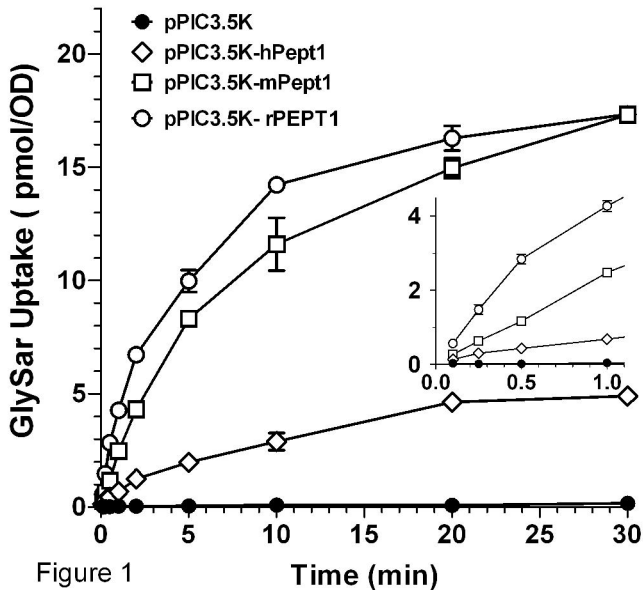 pPIC3.5K
pPIC3.5K-hPept1
pPIC3.5K-mPept1
pPIC3.5K- rPEPT1
GlySar Uptake ( pmol/OD)
20
15
10
5
0
4
2
0
0.0 0.5 1.0
0 5 10 15 20 25 30
Figure 1
Time (min)